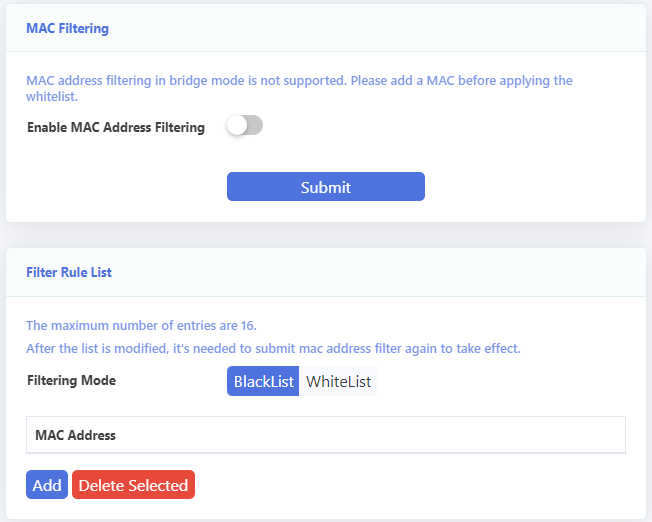 MAC Filtering
MAC address filtering in bridge mode is not supported. Please add a MAC before applying the
whitelist.
Enable MAC Address Filtering
Submit
Filter Rule List
The maximum number of entries are 16.
After the list is modified, it's needed to submit mac address filter again to take effect.
Filtering Mode BlackList WhiteList
MAC Address
Add Delete Selected